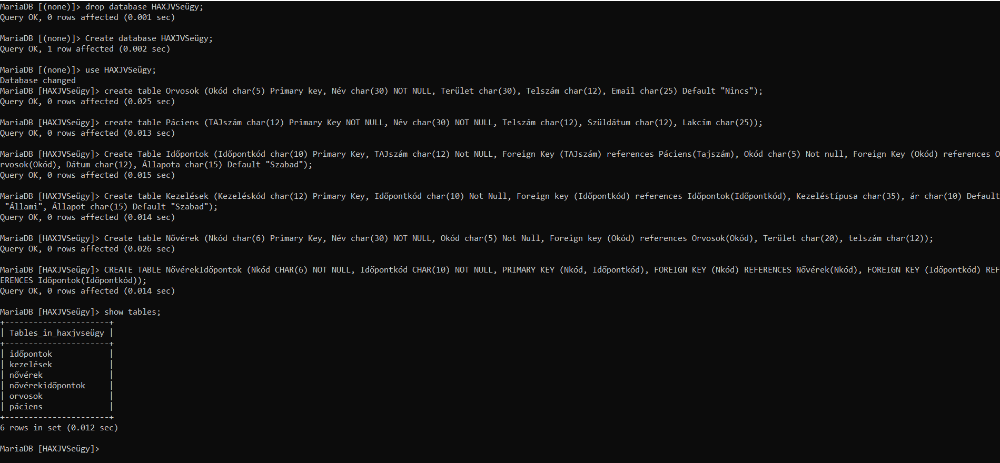 MariaDB [(none)]> drop database HAXJVSeügy;
Query OK, 0 rows affected (0.001 sec)
MariaDB [(none)]> Create database HAXJVSeügy;
Query OK, 1 row affected (0.002 sec)
MariaDB [(none)]> use HAXJVSeügy;
Database changed
MariaDB [HAXJVSeügy]> create table Orvosok (Okód char(5) Primary key, Név char(30) NOT NULL, Terület char(30), Telszám char(12), Email char(25) Default "Nincs");
Query OK, 0 rows affected (0.025 sec)
MariaDB [HAXJVSeügy]> create table Páciens (TAJszám char(12) Primary Key NOT NULL, Név char(30) NOT NULL, Telszám char(12), Szüldátum char(12), Lakcím char(25));
Query OK, 0 rows affected (0.013 sec)
MariaDB [HAXJVSeügy]> Create Table Időpontok (Időpontkód char(10) Primary Key, TAJszám char(12) Not NULL, Foreign Key (TAJszám) references Páciens(Tajszám), Okód char(5) Not null, Foreign Key (Okód) references O
rvosok(Okód), Dátum char(12), Állapota char(15) Default "Szabad");
Query OK, 0 rows affected (0.015 sec)
MariaDB [HAXJVSeügy]> Create table Kezelések (Kezeléskód char(12) Primary Key, Időpontkód char(10) Not Null, Foreign key (Időpontkód) references Időpontok(Időpontkód), Kezeléstípusa char(35), ár char(10) Default
"Állami", Állapot char(15) Default "Szabad");
Query OK, 0 rows affected (0.014 sec)
MariaDB [HAXJVSeügy]> Create table Nővérek (Nkód char(6) Primary Key, Név char(30) NOT NULL, Okód char(5) Not Null, Foreign key (Okód) references Orvosok(Okód), Terület char(20), telszám char(12));
Query OK, 0 rows affected (0.026 sec)
MariaDB [HAXJVSeügy]> CREATE TABLE NővérekIdőpontok (Nkód CHAR(6) NOT NULL, Időpontkód CHAR(10) NOT NULL, PRIMARY KEY (Nkód, Időpontkód), FOREIGN KEY (Nkód) REFERENCES Nővérek(Nkód), FOREIGN KEY (Időpontkód) REF
ERENCES Időpontok(Időpontkód));
Query OK, 0 rows affected (0.014 sec)
MariaDB [HAXJVSeügy]> show tables;
+----------------------+
| Tables_in_haxjvseügy |
+----------------------+
| időpontok            |
| kezelések            |
| nővérek              |
| nővérekidőpontok     |
| orvosok              |
| páciens              |
+----------------------+
6 rows in set (0.012 sec)
MariaDB [HAXJVSeügy]>